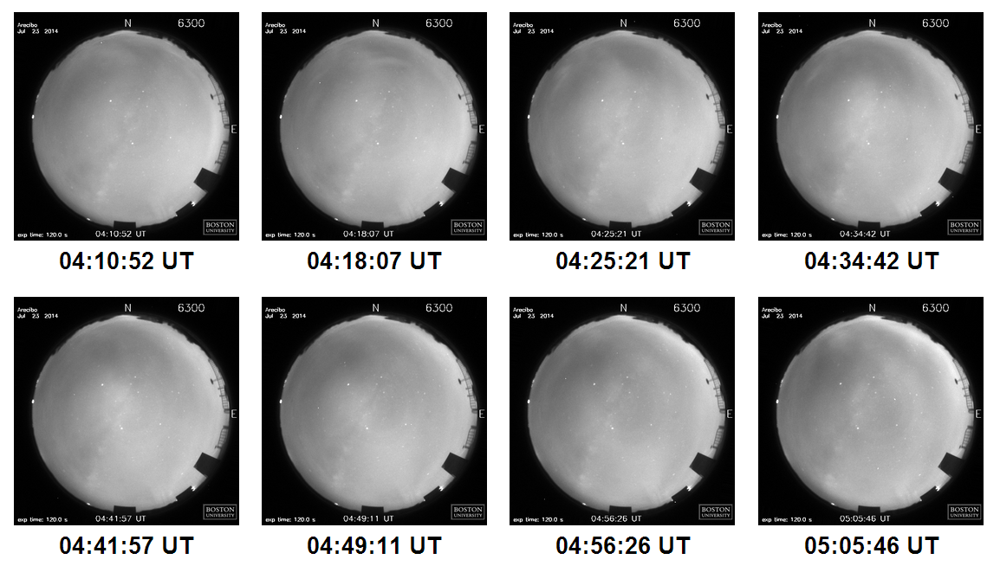 Arecibo N 6300
Jul 23 2014
E
exp time: 120.0 s 04:10:52 UT BOSTON UNIVERSITY
04:10:52 UT
Arecibo N 6300
Jul 23 2014
E
exp time: 120.0 s 04:18:07 UT BOSTON UNIVERSITY
04:18:07 UT
Arecibo N 6300
Jul 23 2014
E
exp time: 120.0 s 04:25:21 UT BOSTON UNIVERSITY
04:25:21 UT
Arecibo N 6300
Jul 23 2014
E
exp time: 120.0 s 04:34:42 UT BOSTON UNIVERSITY
04:34:42 UT
Arecibo N 6300
Jul 23 2014
E
exp time: 120.0 s 04:41:57 UT BOSTON UNIVERSITY
04:41:57 UT
Arecibo N 6300
Jul 23 2014
E
exp time: 120.0 s 04:49:11 UT BOSTON UNIVERSITY
04:49:11 UT
Arecibo N 6300
Jul 23 2014
E
exp time: 120.0 s 04:56:26 UT BOSTON UNIVERSITY
04:56:26 UT
Arecibo N 6300
Jul 23 2014
E
exp time: 120.0 s 05:05:46 UT BOSTON UNIVERSITY
05:05:46 UT